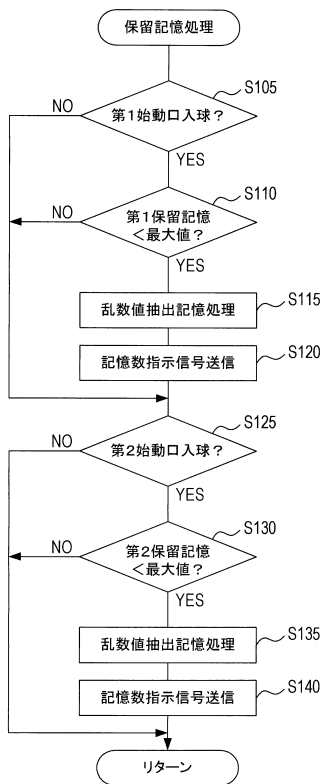 保留記憶処理
S105
第1始動口入球?
NO
YES
S110
第1保留記憶
<最大値?
NO
YES
S115
乱数値抽出記憶処理
S120
記憶数指示信号送信
S125
第2始動口入球?
NO
YES
S130
第2保留記憶
<最大値?
NO
YES
S135
乱数値抽出記憶処理
S140
記憶数指示信号送信
リターン